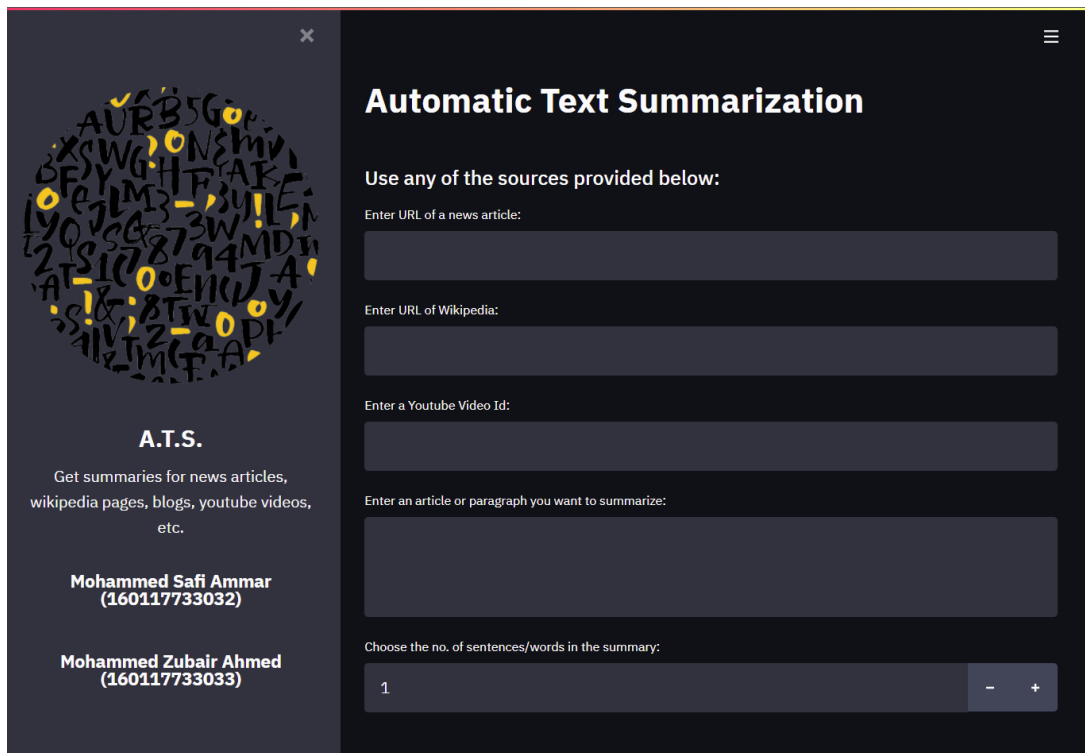 A.T.S.
Get summaries for news articles,
wikipedia pages, blogs, youtube videos,
etc.
Mohammed Safi Ammar
(160117733032)
Mohammed Zubair Ahmed
(160117733033)
Automatic Text Summarization
Use any of the sources provided below:
Enter URL of a news article:
Enter URL of Wikipedia:
Enter a Youtube Video Id:
Enter an article or paragraph you want to summarize:
Choose the no. of sentences/words in the summary:
1